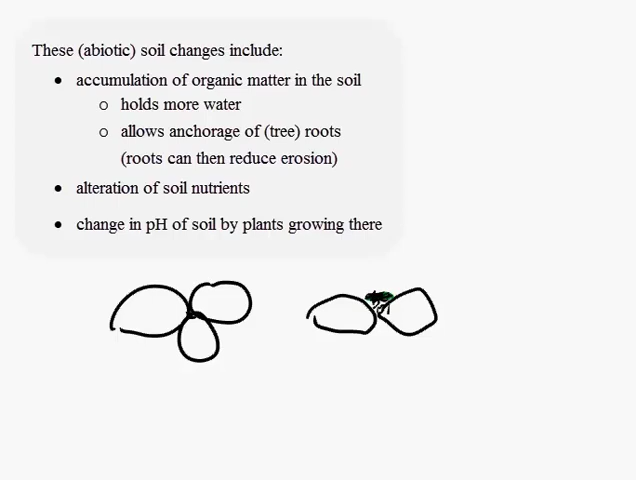 These (abiotic) soil changes include:
• accumulation of organic matter in the soil
o holds more water
o allows anchorage of (tree) roots
(roots can then reduce erosion)
• alteration of soil nutrients
• change in pH of soil by plants growing there